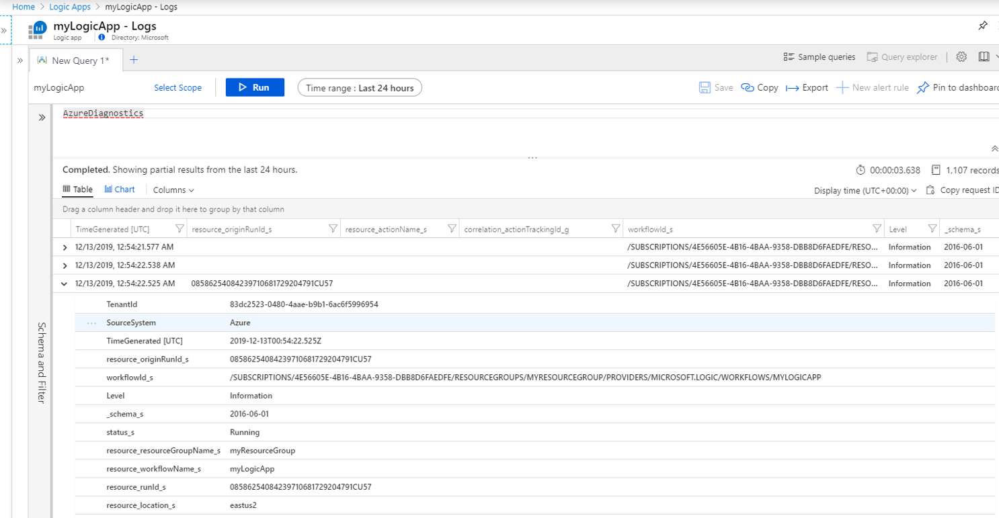 Home > Logic Apps > myLogicApp - Logs
myLogicApp - Logs
Logic app Directory: Microsoft
New Query 1* Sample queries Query explorer
myLogicApp Select Scope Run Time range : Last 24 hours Save Copy Export New alert rule Pin to dashboard
AzureDiagnostics
...
Completed. Showing partial results from the last 24 hours. 00:00:03.638 1,107 records
Table Chart Columns Display time (UTC+00:00) Copy request ID
Drag a column header and drop it here to group by that column
TimeGenerated [UTC] resource_originRunId_s resource_actionName_s correlation_actionTrackingId_g workflowId_s Level _schema_s
12/13/2019, 12:54:21.577 AM /SUBSCRIPTIONS/4E56605E-4B16-4BAA-9358-DBB8D6FAEDFE/RESO... Information 2016-06-01
12/13/2019, 12:54:22.538 AM /SUBSCRIPTIONS/4E56605E-4B16-4BAA-9358-DBB8D6FAEDFE/RESO... Information 2016-06-01
12/13/2019, 12:54:22.525 AM 08586254084239710681729204791CU57 /SUBSCRIPTIONS/4E56605E-4B16-4BAA-9358-DBB8D6FAEDFE/RESO... Information 2016-06-01
TenantId 83dc2523-0480-4aae-b9b1-6ac6f5996954
... SourceSystem Azure
TimeGenerated [UTC] 2019-12-13T00:54:22.525Z
resource_originRunId_s 08586254084239710681729204791CU57
workflowId_s /SUBSCRIPTIONS/4E56605E-4B16-4BAA-9358-DBB8D6FAEDFE/RESOURCEGROUPS/MYRESOURCEGROUP/PROVIDERS/MICROSOFT.LOGIC/WORKFLOWS/MYLOGICAPP
Level Information
_schema_s 2016-06-01
status_s Running
resource_resourceGroupName_s myResourceGroup
resource_workflowName_s myLogicApp
resource_runId_s 08586254084239710681729204791CU57
resource_location_s eastus2
Schema and Filter